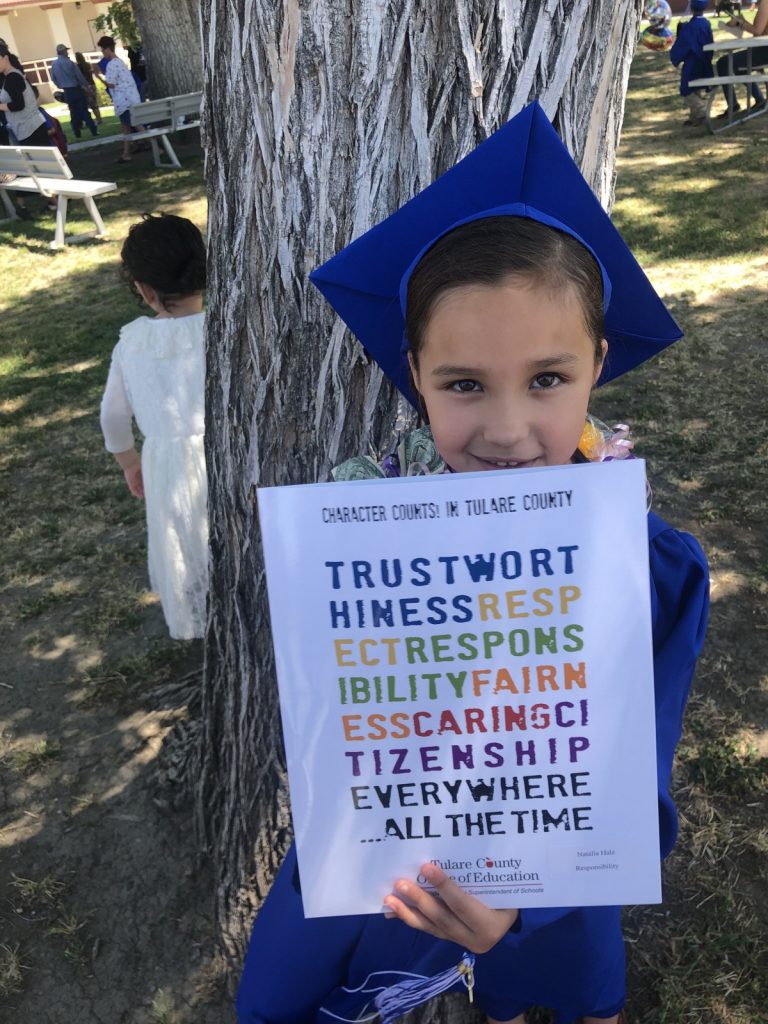 CHARACTER COUNTS! IN TULARE COUNTY
TRUSTWORT
HINESSRESP
ECTRESPONS
IBILITYFAIRN
ESSCARINGCI
TIZENSHIP
EVERYWHERE
...ALL THE TIME
Tulare County
Office of Education
Superintendent of Schools
Natalia Hale
Responsibility